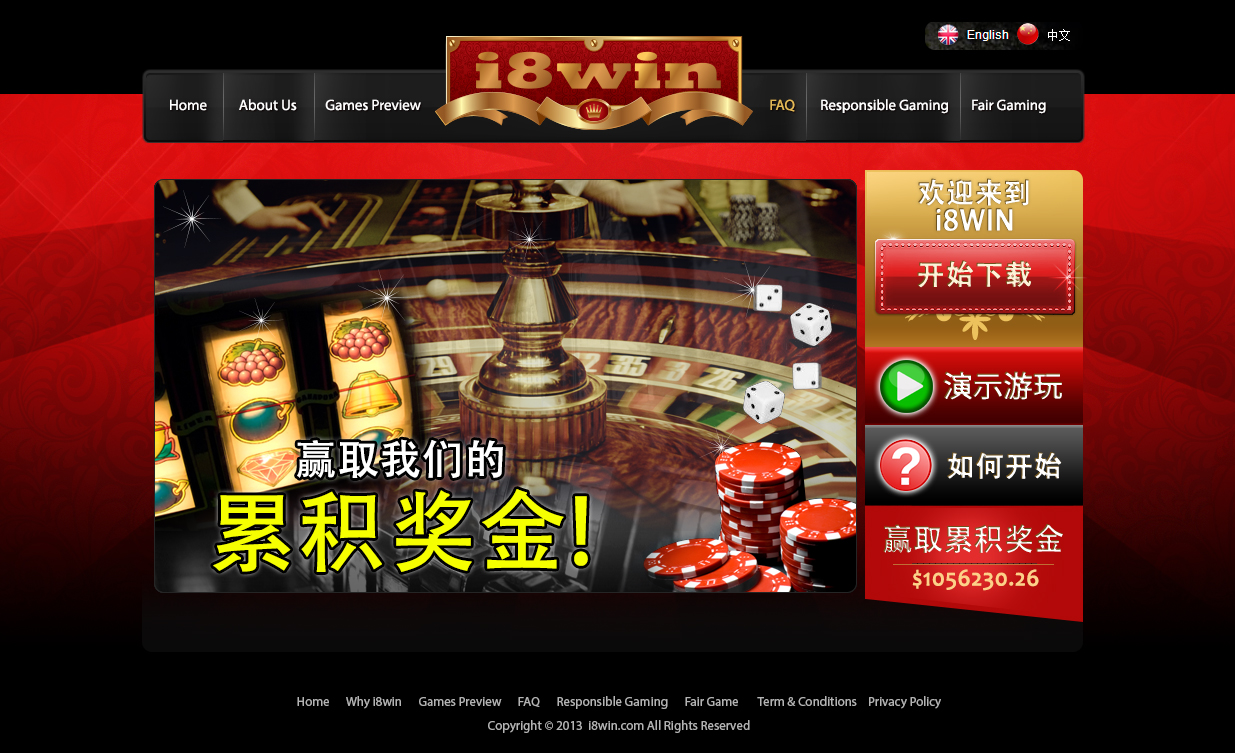 English 中文
i8win
Home About Us Games Preview FAQ Responsible Gaming Fair Gaming
欢迎来到
i8WIN
开始下载
演示游玩
如何开始
赢取累积奖金
$1056230.26
赢取我们的
累积奖金!
Home Why i8win Games Preview FAQ Responsible Gaming Fair Game Term & Conditions Privacy Policy
Copyright © 2013 i8win.com All Rights Reserved